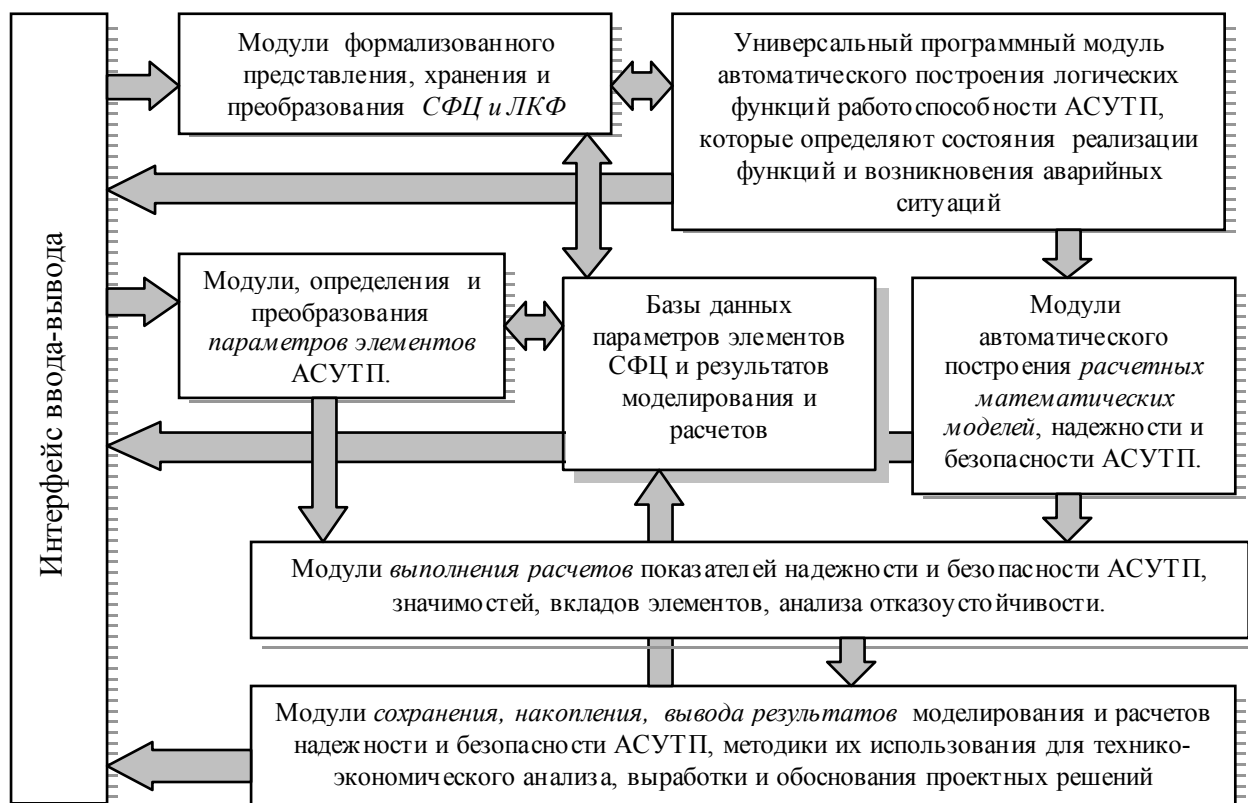 Интерфейс ввода-вывода
Модули формализованного
представления, хранения и
преобразования СФЦ и ЛКФ
Универсальный программный модуль
автоматического построения логических
функций работоспособности АСУТП,
которые определяют состояния реализации
функций и возникновения аварийных
ситуаций
Модули, определения и
преобразования
параметров элементов
АСУТП.
Базы данных
параметров элементов
СФЦ и результатов
моделирования и
расчетов
Модули
автоматического
построения расчетных
математических
моделей, надежности и
безопасности АСУТП.
Модули выполнения расчетов показателей надежности и безопасности АСУТП,
значимостей, вкладов элементов, анализа отказоустойчивости.
Модули сохранения, накопления, вывода результатов моделирования и расчетов
надежности и безопасности АСУТП, методики их использования для технико-
экономического анализа, выработки и обоснования проектных решений